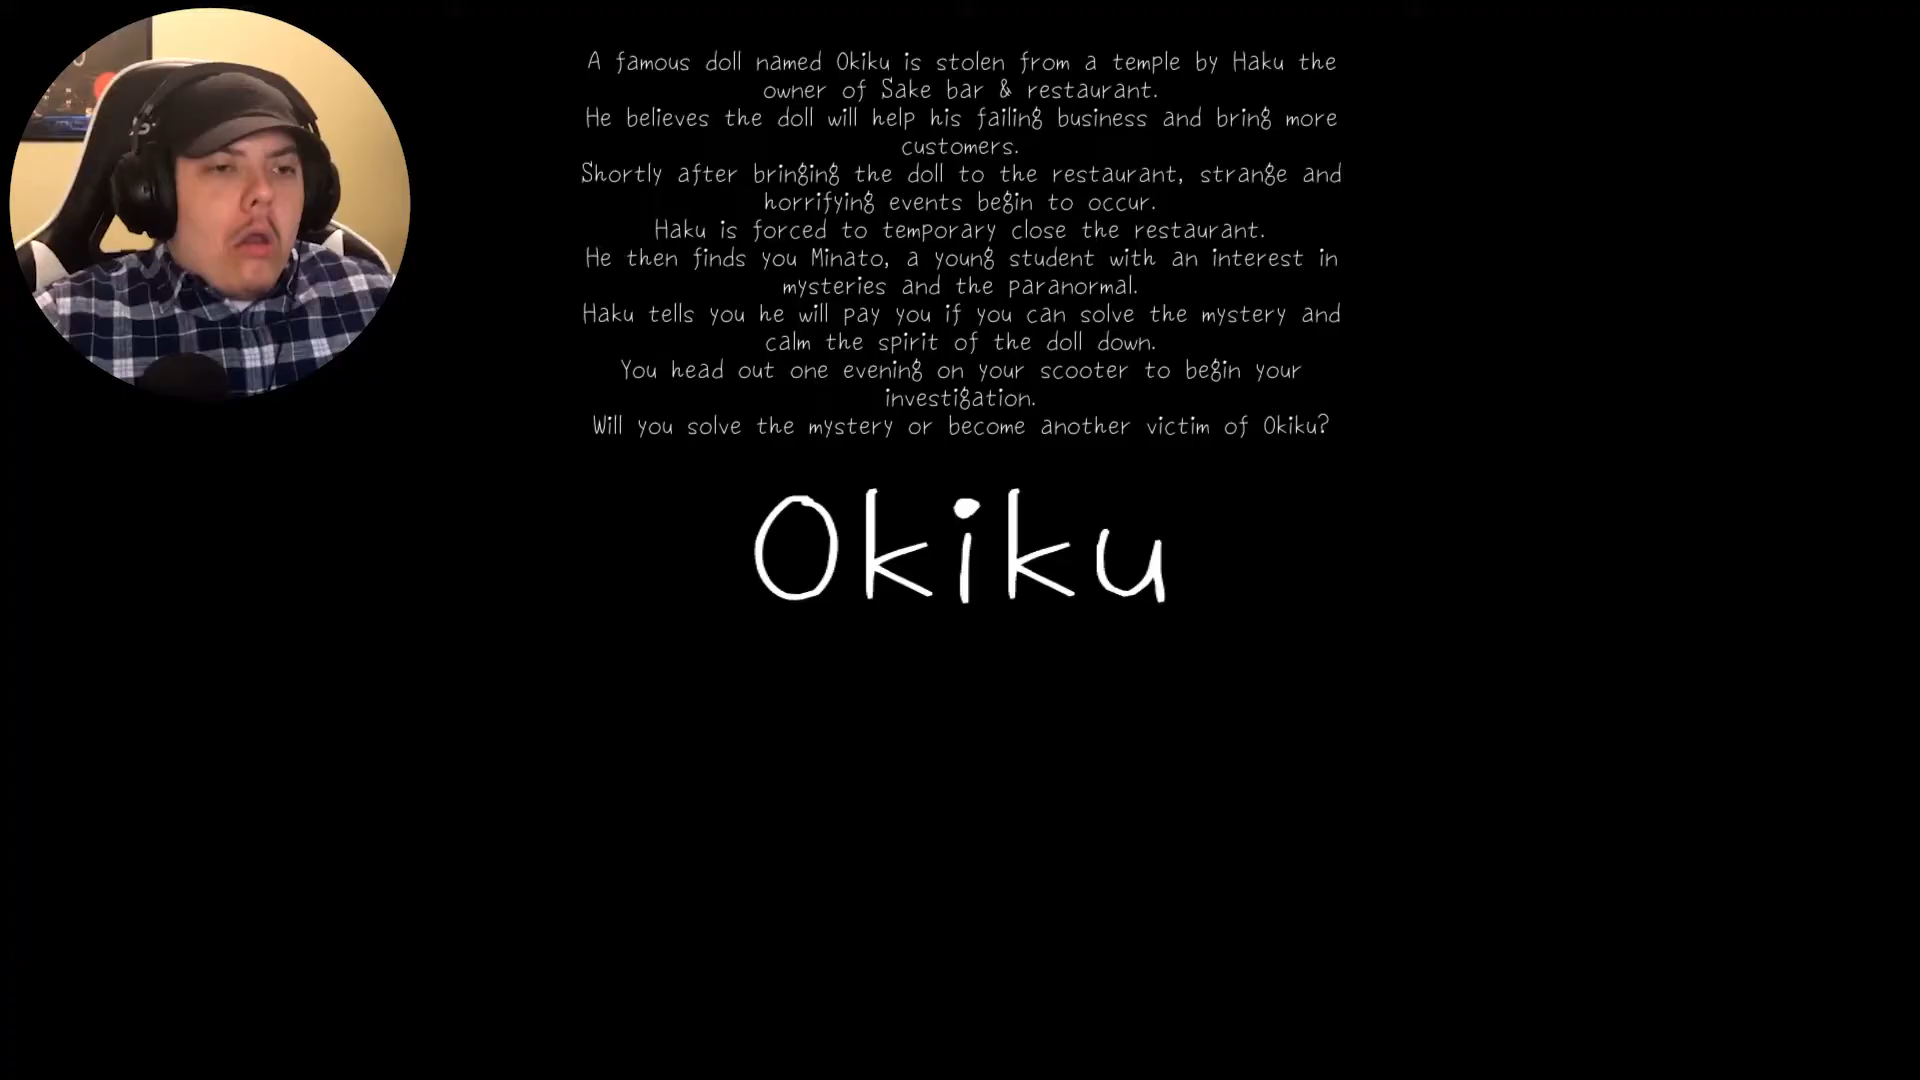 A famous doll named Okiku is stolen from a temple by Haku the
owner of Sake bar & restaurant.
He believes the doll will help his failing business and bring more
customers.
Shortly after bringing the doll to the restaurant, strange and
horrifying events begin to occur.
Haku is forced to temporary close the restaurant.
He then finds you Minato, a young student with an interest in
mysteries and the paranormal.
Haku tells you he will pay you if you can solve the mystery and
calm the spirit of the doll down.
You head out one evening on your scooter to begin your
investigation.
Will you solve the mystery or become another victim of Okiku?
Okiku